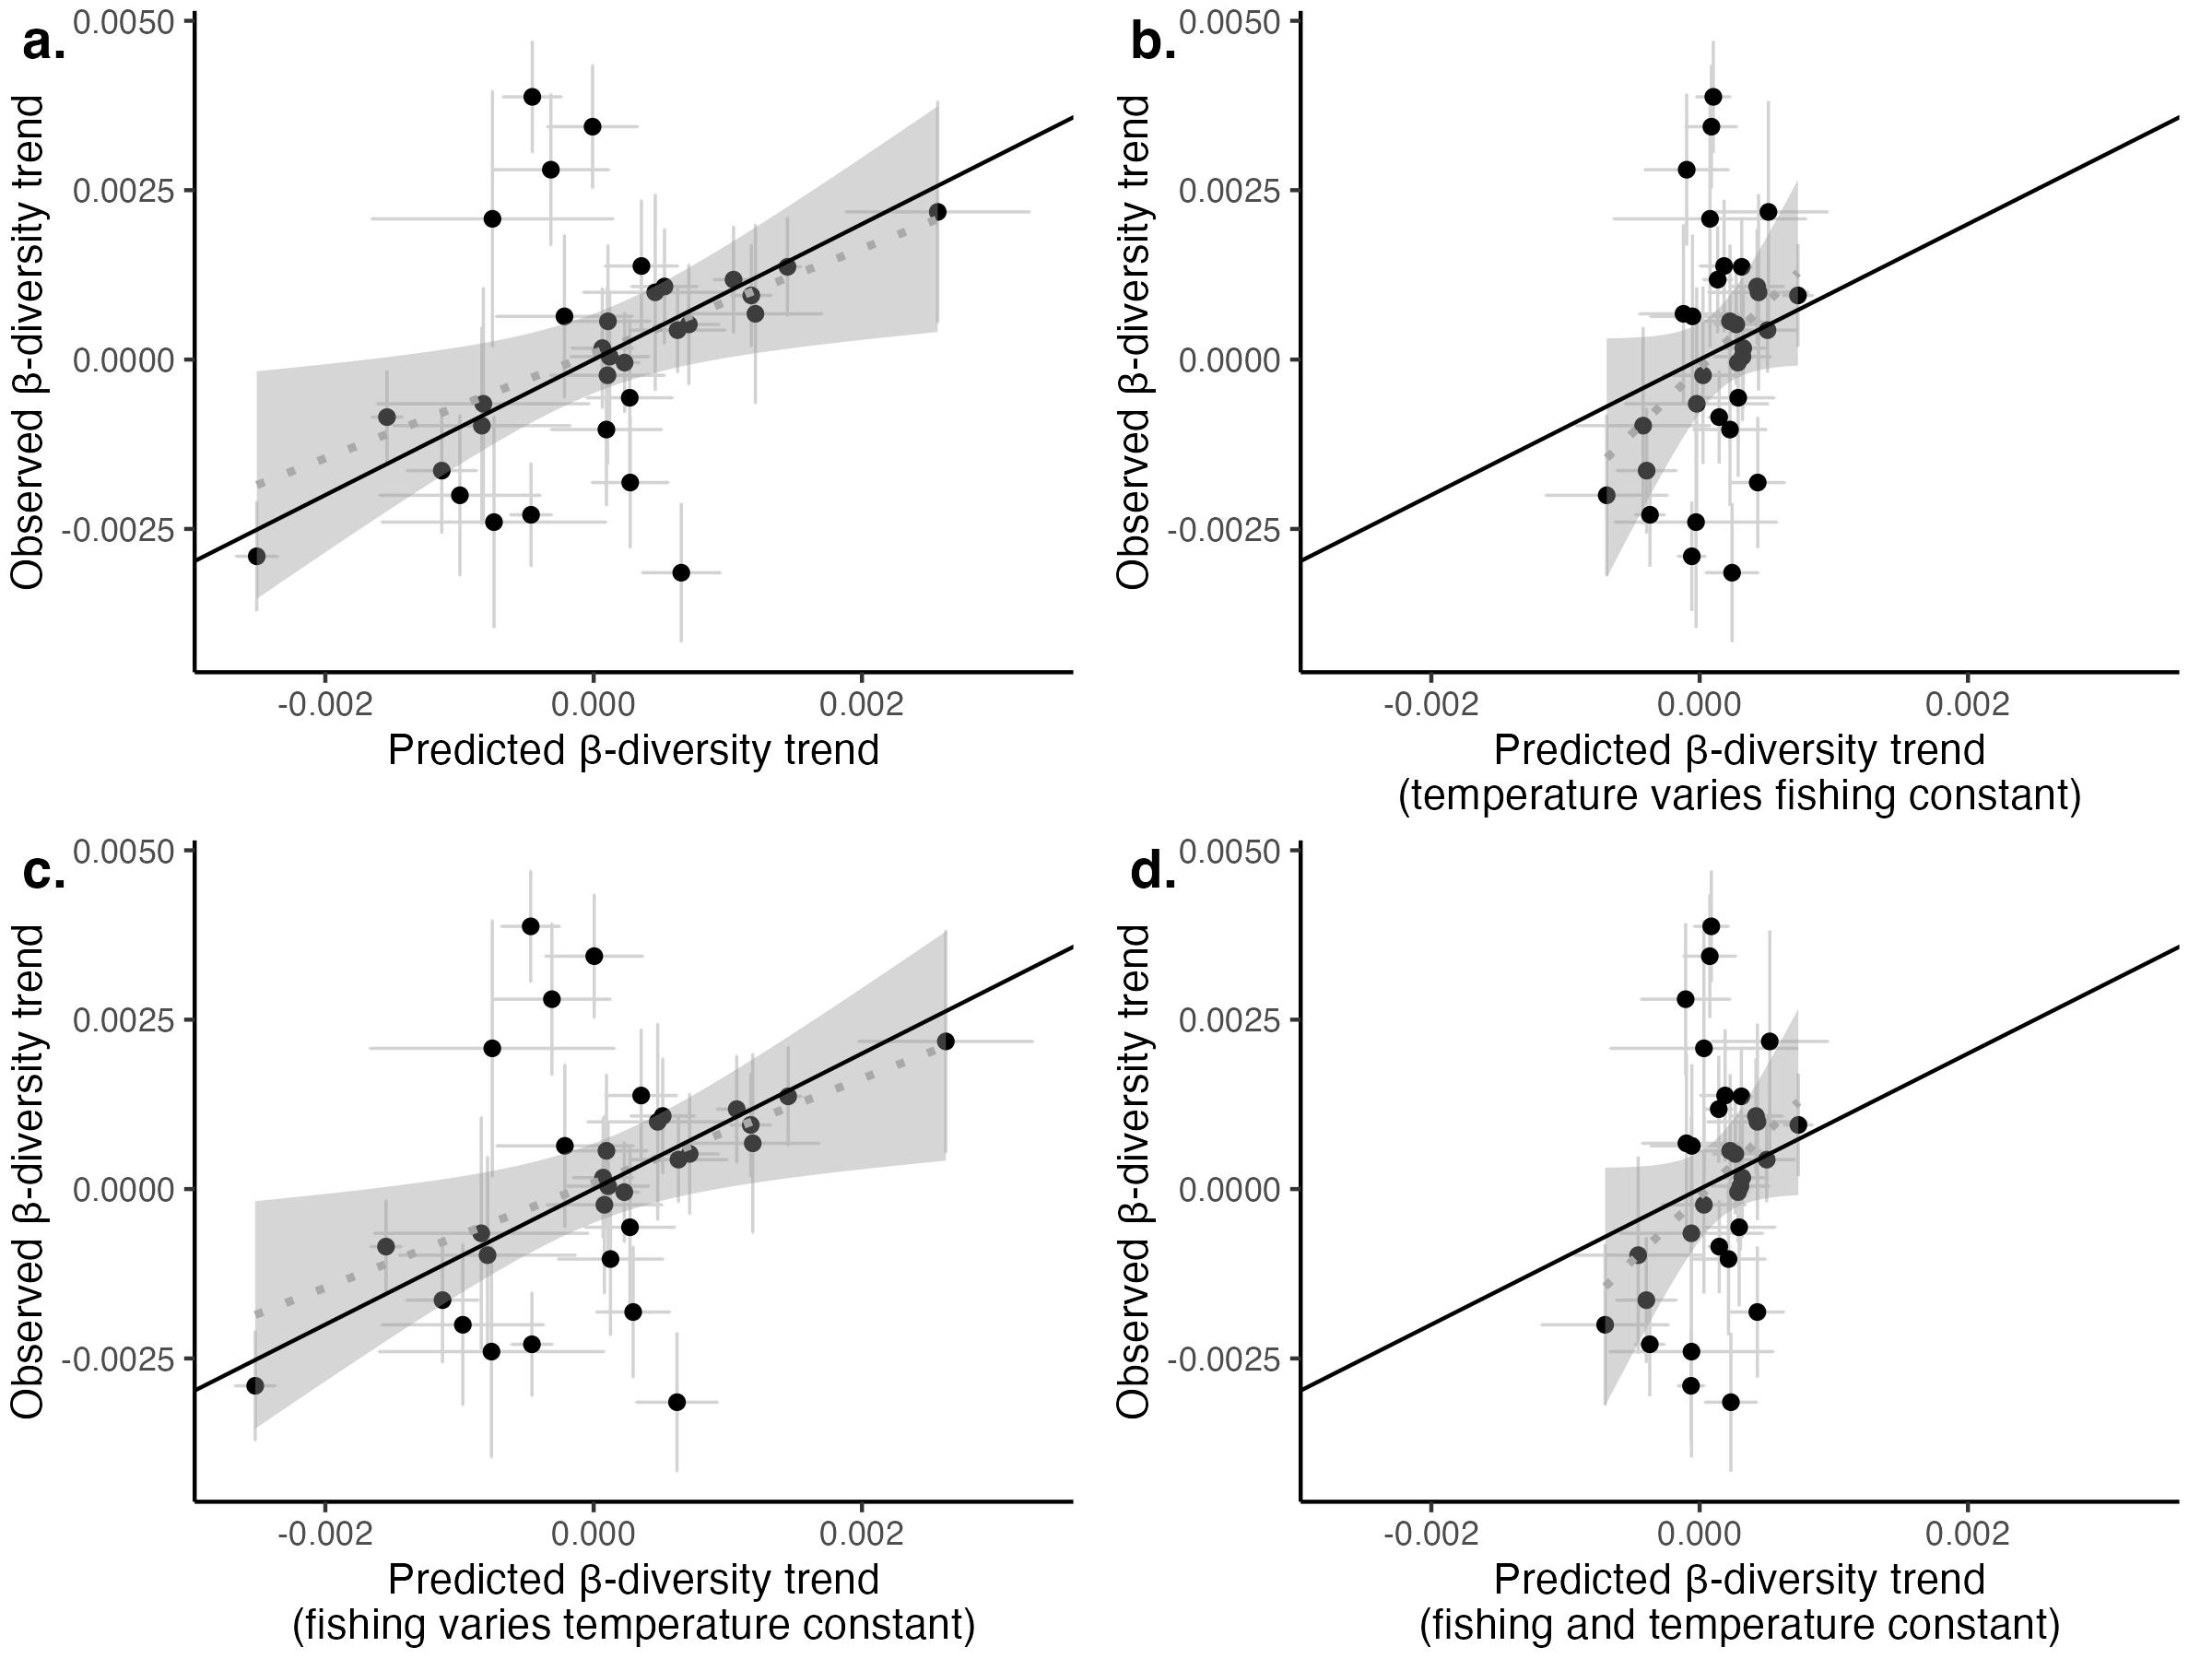 a.
0.0050
0.0025
0.0000
-0.0025
Observed β-diversity trend
-0.002
0.000
0.002
Predicted β-diversity trend
b.
0.0050
0.0025
0.0000
-0.0025
Observed β-diversity trend
-0.002
0.000
0.002
Predicted β-diversity trend
(temperature varies fishing constant)
c.
0.0050
0.0025
0.0000
-0.0025
Observed β-diversity trend
-0.002
0.000
0.002
Predicted β-diversity trend
(fishing varies temperature constant)
d.
0.0050
0.0025
0.0000
-0.0025
Observed β-diversity trend
-0.002
0.000
0.002
Predicted β-diversity trend
(fishing and temperature constant)